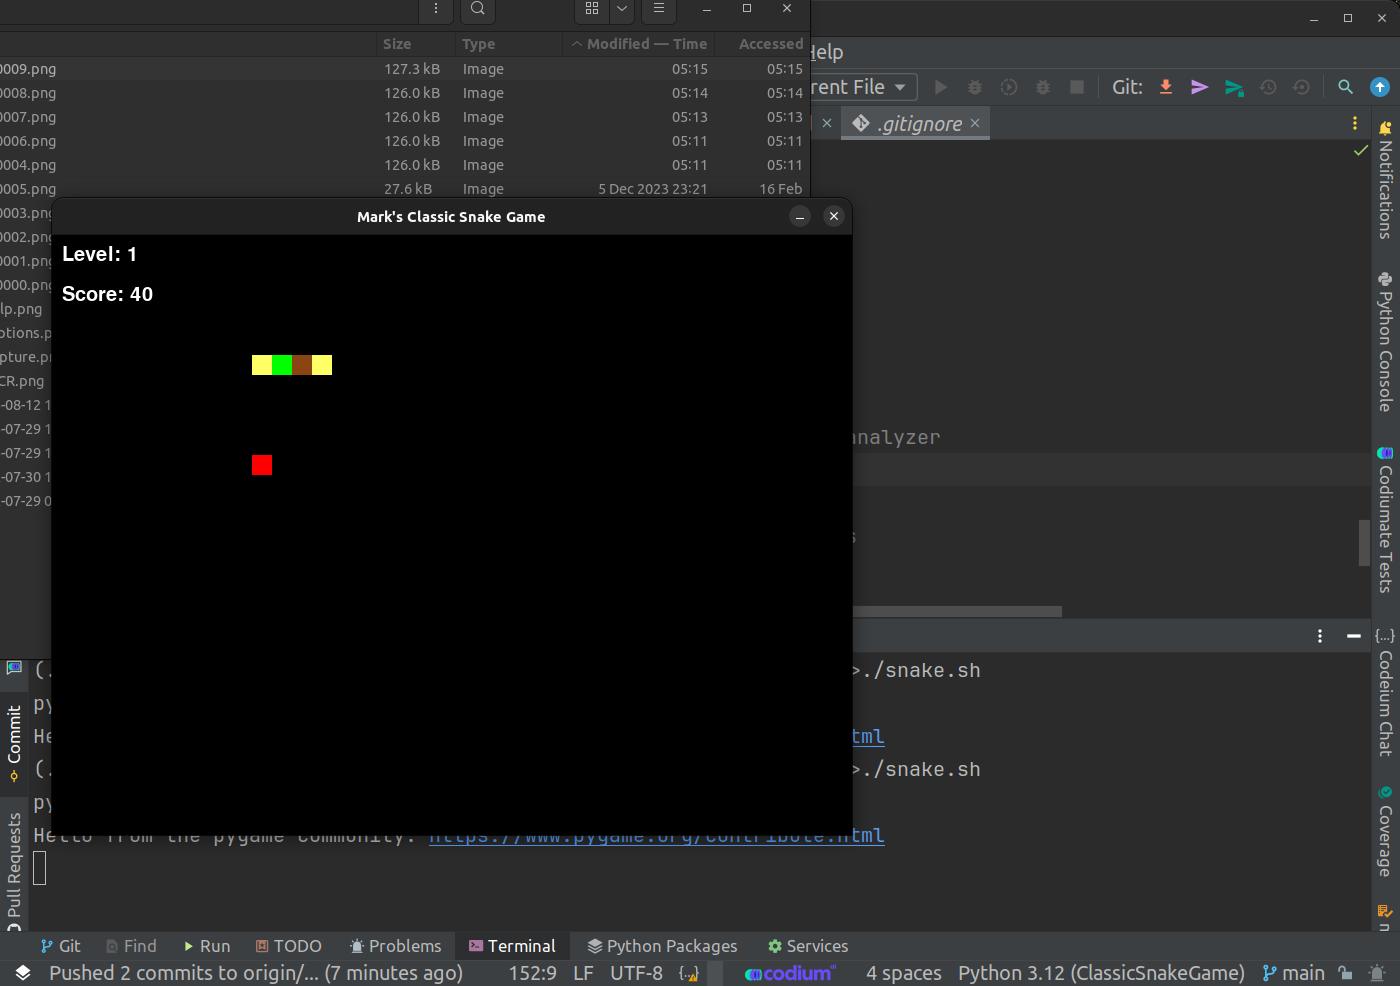 Size Type Modified — Time Accessed
0009.png 127.3 kB Image 05:15 05:15
0008.png 126.0 kB Image 05:14 05:14
0007.png 126.0 kB Image 05:13 05:13
0006.png 126.0 kB Image 05:11 05:11
0004.png 126.0 kB Image 05:11 05:11
0005.png 27.6 kB Image 5 Dec 2023 23:21 16 Feb
0003.png
0002.png
0001.png
0000.png
lp.png
otions.p
pture.pn
CR.png
-08-12 1
-07-29 1
-07-29 1
-07-30 1
-07-29 0
Help
rent File Git:
.gitignore
Mark's Classic Snake Game
Level: 1
Score: 40
analyzer
s
(. >./snake.sh
py
He tml
(. >./snake.sh
py
Hello from the pygame community. https://www.pygame.org/contribute.html
Commit
Pull Requests
Notifications
Python Console
Codiumate Tests
{...} Codeium Chat
Coverage
Git Find Run TODO Problems Terminal Python Packages Services
Pushed 2 commits to origin/... (7 minutes ago) 152:9 LF UTF-8 {..} codium 4 spaces Python 3.12 (ClassicSnakeGame) main